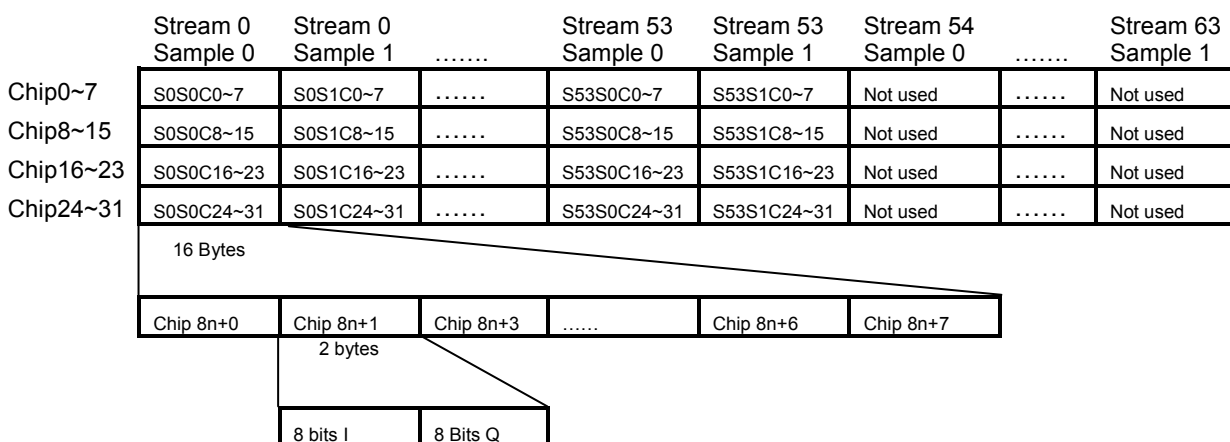 Stream 0 Stream 0 Stream 53 Stream 53 Stream 54 Stream 63
Sample 0 Sample 1 ....... Sample 0 Sample 1 Sample 0 ....... Sample 1
Chip0~7 S0S0C0~7 S0S1C0~7 ...... S53S0C0~7 S53S1C0~7 Not used ...... Not used
Chip8~15 S0S0C8~15 S0S1C8~15 ...... S53S0C8~15 S53S1C8~15 Not used ...... Not used
Chip16~23 S0S0C16~23 S0S1C16~23 ...... S53S0C16~23 S53S1C16~23 Not used ...... Not used
Chip24~31 S0S0C24~31 S0S1C24~31 ...... S53S0C24~31 S53S1C24~31 Not used ...... Not used
16 Bytes
Chip 8n+0 Chip 8n+1 Chip 8n+3 ...... Chip 8n+6 Chip 8n+7
2 bytes
8 bits I 8 Bits Q